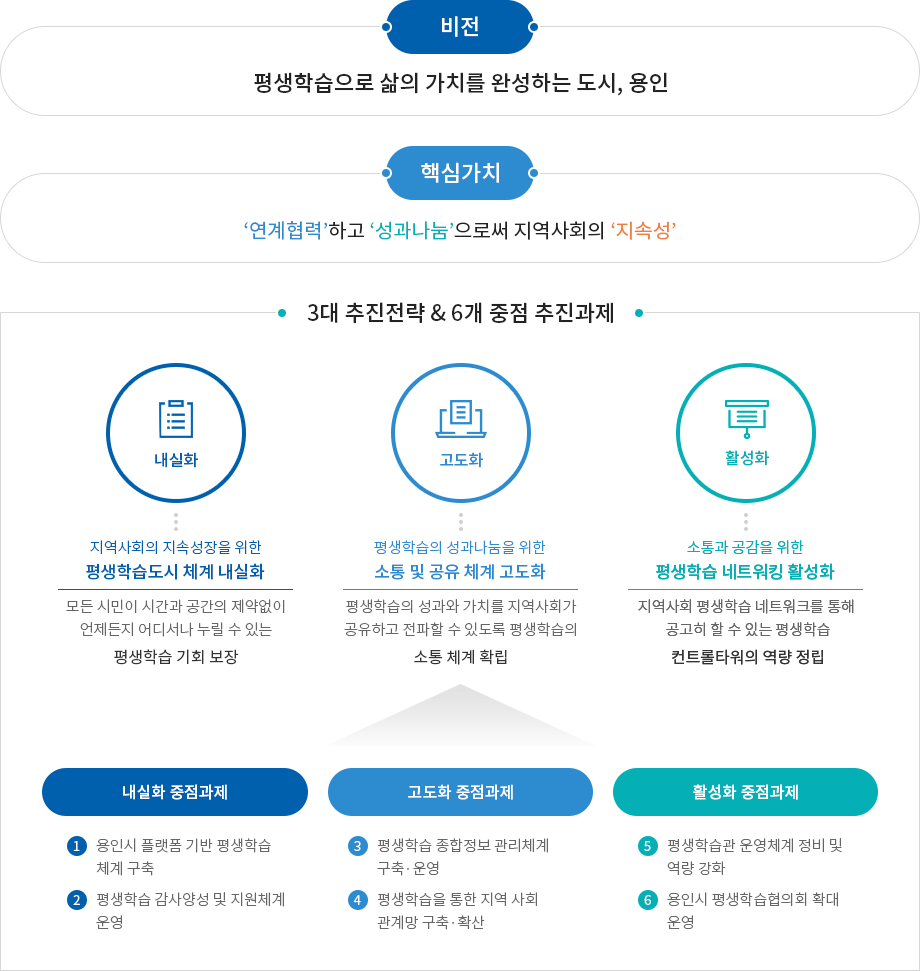 비전
평생학습으로 삶의 가치를 완성하는 도시, 용인
핵심가치
‘연계협력’하고 ‘성과나눔’으로써 지역사회의 ‘지속성’
3대 추진전략 & 6개 중점 추진과제
내실화
지역사회의 지속성장을 위한
평생학습도시 체계 내실화
모든 시민이 시간과 공간의 제약없이
언제든지 어디서나 누릴 수 있는
평생학습 기회 보장
고도화
평생학습의 성과나눔을 위한
소통 및 공유 체계 고도화
평생학습의 성과와 가치를 지역사회가
공유하고 전파할 수 있도록 평생학습의
소통 체계 확립
활성화
소통과 공감을 위한
평생학습 네트워킹 활성화
지역사회 평생학습 네트워크를 통해
공고히 할 수 있는 평생학습
컨트롤타워의 역량 정립
내실화 중점과제
1 용인시 플랫폼 기반 평생학습
체계 구축
2 평생학습 감사양성 및 지원체계
운영
고도화 중점과제
3 평생학습 종합정보 관리체계
구축·운영
4 평생학습을 통한 지역 사회
관계망 구축·확산
활성화 중점과제
5 평생학습관 운영체계 정비 및
역량 강화
6 용인시 평생학습협의회 확대
운영